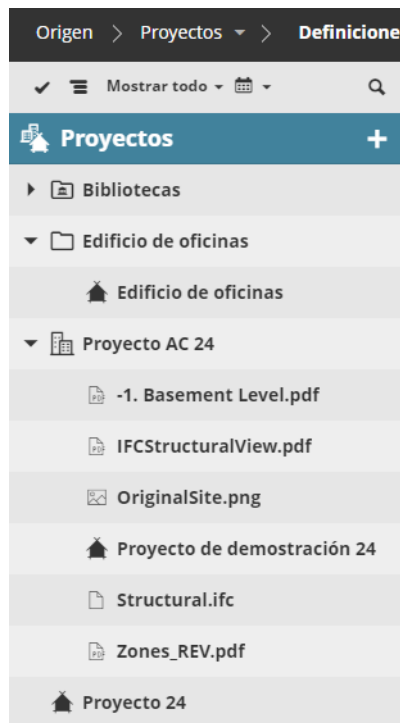 Origen > Proyectos > Definicione
Mostrar todo
Proyectos +
Bibliotecas
Edificio de oficinas
Edificio de oficinas
Proyecto AC 24
-1. Basement Level.pdf
IFCStructuralView.pdf
OriginalSite.png
Proyecto de demostración 24
Structural.ifc
Zones_REV.pdf
Proyecto 24